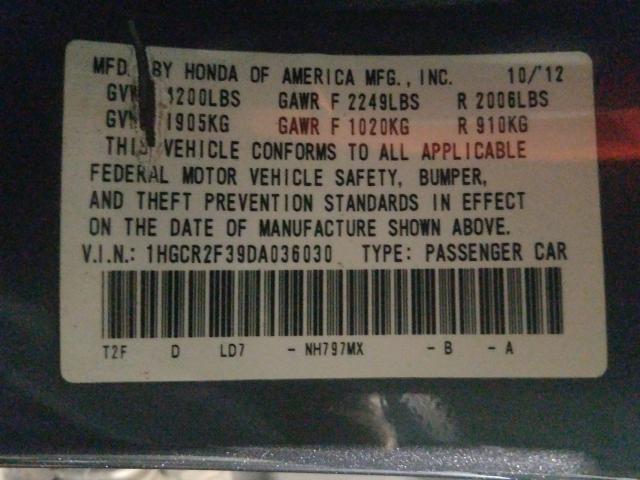 MFD. BY HONDA OF AMERICA MFG., INC. 10/'12
200LBS GAWR F 2249LBS R 2006LBS
1905KG GAWR F 1020KG R 910KG
THIS VEHICLE CONFORMS TO ALL APPLICABLE
FEDERAL MOTOR VEHICLE SAFETY, BUMPER,
AND THEFT PREVENTION STANDARDS IN EFFECT
ON THE DATE OF MANUFACTURE SHOWN ABOVE.
V.I.N.: 1HGCR2F39DA036030 TYPE: PASSENGER CAR
T2F D LD7 - NH797MX - B - A